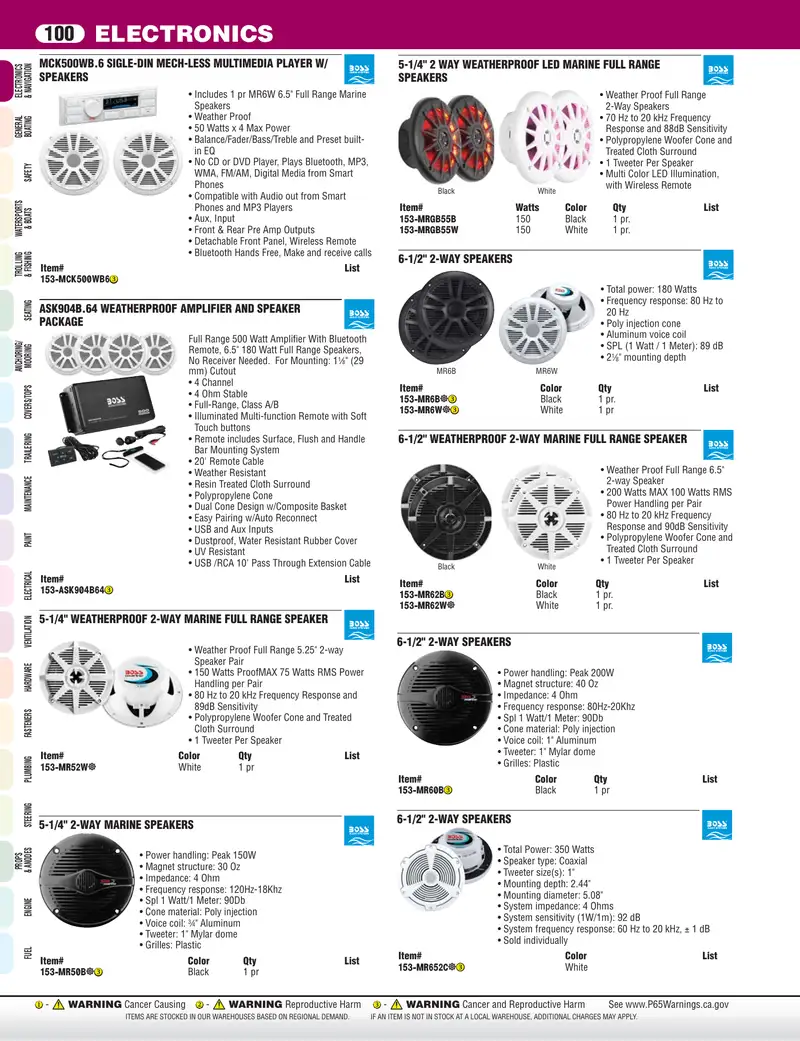 100 ELECTRONICS
ELECTRONICS
& NAVIGATION
GENERAL
BOATING
SAFETY
WATERSPORTS
& BOATS
TROLLING
& FISHING
SEATING
ANCHORING/
MOORING
COVERS/TOPS
TRAILERING
MAINTENANCE
PAINT
ELECTRICAL
VENTILATION
HARDWARE
FASTENERS
PLUMBING
STEERING
PROPS
& ANODES
ENGINE
FUEL
MCK500WB.6 SIGLE-DIN MECH-LESS MULTIMEDIA PLAYER W/
SPEAKERS
BOSS
• Includes 1 pr MR6W 6.5" Full Range Marine
Speakers
• Weather Proof
• 50 Watts x 4 Max Power
• Balance/Fader/Bass/Treble and Preset built-
in EQ
• No CD or DVD Player, Plays Bluetooth, MP3,
WMA, FM/AM, Digital Media from Smart
Phones
• Compatible with Audio out from Smart
Phones and MP3 Players
• Aux, Input
• Front & Rear Pre Amp Outputs
• Detachable Front Panel, Wireless Remote
• Bluetooth Hands Free, Make and receive calls
Item# List
153-MCK500WB6 3
ASK904B.64 WEATHERPROOF AMPLIFIER AND SPEAKER
PACKAGE
BOSS
Full Range 500 Watt Amplifier With Bluetooth
Remote, 6.5" 180 Watt Full Range Speakers,
No Receiver Needed. For Mounting: 1⅛" (29
mm) Cutout
• 4 Channel
• 4 Ohm Stable
• Full-Range, Class A/B
• Illuminated Multi-function Remote with Soft
Touch buttons
• Remote includes Surface, Flush and Handle
Bar Mounting System
• 20' Remote Cable
• Weather Resistant
• Resin Treated Cloth Surround
• Polypropylene Cone
• Dual Cone Design w/Composite Basket
• Easy Pairing w/Auto Reconnect
• USB and Aux Inputs
• Dustproof, Water Resistant Rubber Cover
• UV Resistant
• USB /RCA 10' Pass Through Extension Cable
BOSS
Item# List
153-ASK904B64 3
5-1/4" WEATHERPROOF 2-WAY MARINE FULL RANGE SPEAKER
BOSS
• Weather Proof Full Range 5.25" 2-way
Speaker Pair
• 150 Watts ProofMAX 75 Watts RMS Power
Handling per Pair
• 80 Hz to 20 kHz Frequency Response and
89dB Sensitivity
• Polypropylene Woofer Cone and Treated
Cloth Surround
• 1 Tweeter Per Speaker
Item# Color Qty List
153-MR52W White 1 pr
5-1/4" 2-WAY MARINE SPEAKERS
BOSS
• Power handling: Peak 150W
• Magnet structure: 30 Oz
• Impedance: 4 Ohm
• Frequency response: 120Hz-18Khz
• Spl 1 Watt/1 Meter: 90Db
• Cone material: Poly injection
• Voice coil: ¾" Aluminum
• Tweeter: 1" Mylar dome
• Grilles: Plastic
Item# Color Qty List
153-MR50B 3 Black 1 pr
5-1/4" 2 WAY WEATHERPROOF LED MARINE FULL RANGE
SPEAKERS
BOSS
• Weather Proof Full Range
2-Way Speakers
• 70 Hz to 20 kHz Frequency
Response and 88dB Sensitivity
• Polypropylene Woofer Cone and
Treated Cloth Surround
• 1 Tweeter Per Speaker
• Multi Color LED Illumination,
with Wireless Remote
Black White
Item# Watts Color Qty List
153-MRGB55B 150 Black 1 pr.
153-MRGB55W 150 White 1 pr.
6-1/2" 2-WAY SPEAKERS
BOSS
• Total power: 180 Watts
• Frequency response: 80 Hz to
20 Hz
• Poly injection cone
• Aluminum voice coil
• SPL (1 Watt / 1 Meter): 89 dB
• 2⅛" mounting depth
MR6B MR6W
Item# Color Qty List
153-MR6B 3 Black 1 pr.
153-MR6W 3 White 1 pr
6-1/2" WEATHERPROOF 2-WAY MARINE FULL RANGE SPEAKER
BOSS
• Weather Proof Full Range 6.5"
2-way Speaker
• 200 Watts MAX 100 Watts RMS
Power Handling per Pair
• 80 Hz to 20 kHz Frequency
Response and 90dB Sensitivity
• Polypropylene Woofer Cone and
Treated Cloth Surround
• 1 Tweeter Per Speaker
Black White
Item# Color Qty List
153-MR62B 3 Black 1 pr.
153-MR62W White 1 pr.
6-1/2" 2-WAY SPEAKERS
BOSS
• Power handling: Peak 200W
• Magnet structure: 40 Oz
• Impedance: 4 Ohm
• Frequency response: 80Hz-20Khz
• Spl 1 Watt/1 Meter: 90Db
• Cone material: Poly injection
• Voice coil: 1" Aluminum
• Tweeter: 1" Mylar dome
• Grilles: Plastic
Item# Color Qty List
153-MR60B 3 Black 1 pr
6-1/2" 2-WAY SPEAKERS
BOSS
• Total Power: 350 Watts
• Speaker type: Coaxial
• Tweeter size(s): 1"
• Mounting depth: 2.44"
• Mounting diameter: 5.08"
• System impedance: 4 Ohms
• System sensitivity (1W/1m): 92 dB
• System frequency response: 60 Hz to 20 kHz, ± 1 dB
• Sold individually
Item# Color List
153-MR652C 3 White
1 - WARNING Cancer Causing 2 - WARNING Reproductive Harm 3 - WARNING Cancer and Reproductive Harm See www.P65Warnings.ca.gov
ITEMS ARE STOCKED IN OUR WAREHOUSES BASED ON REGIONAL DEMAND. IF AN ITEM IS NOT IN STOCK AT A LOCAL WAREHOUSE, ADDITIONAL CHARGES MAY APPLY.